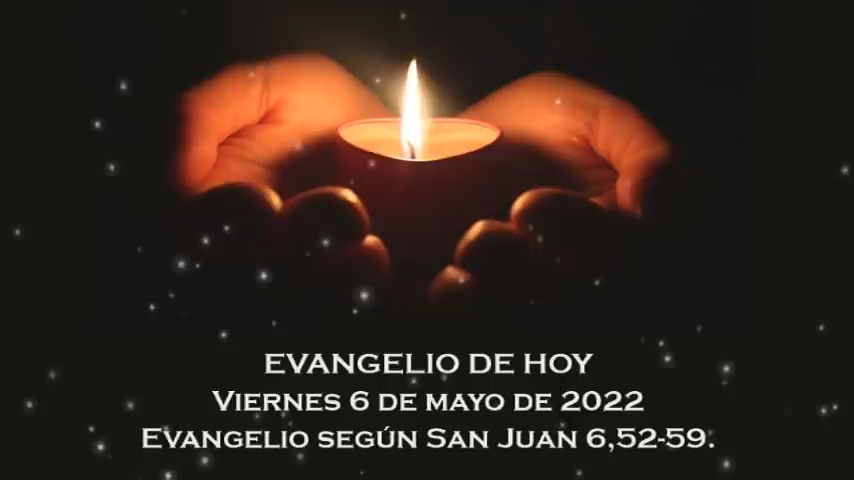 EVANGELIO DE HOY
VIERNES 6 DE MAYO DE 2022
EVANGELIO SEGÚN SAN JUAN 6,52-59.